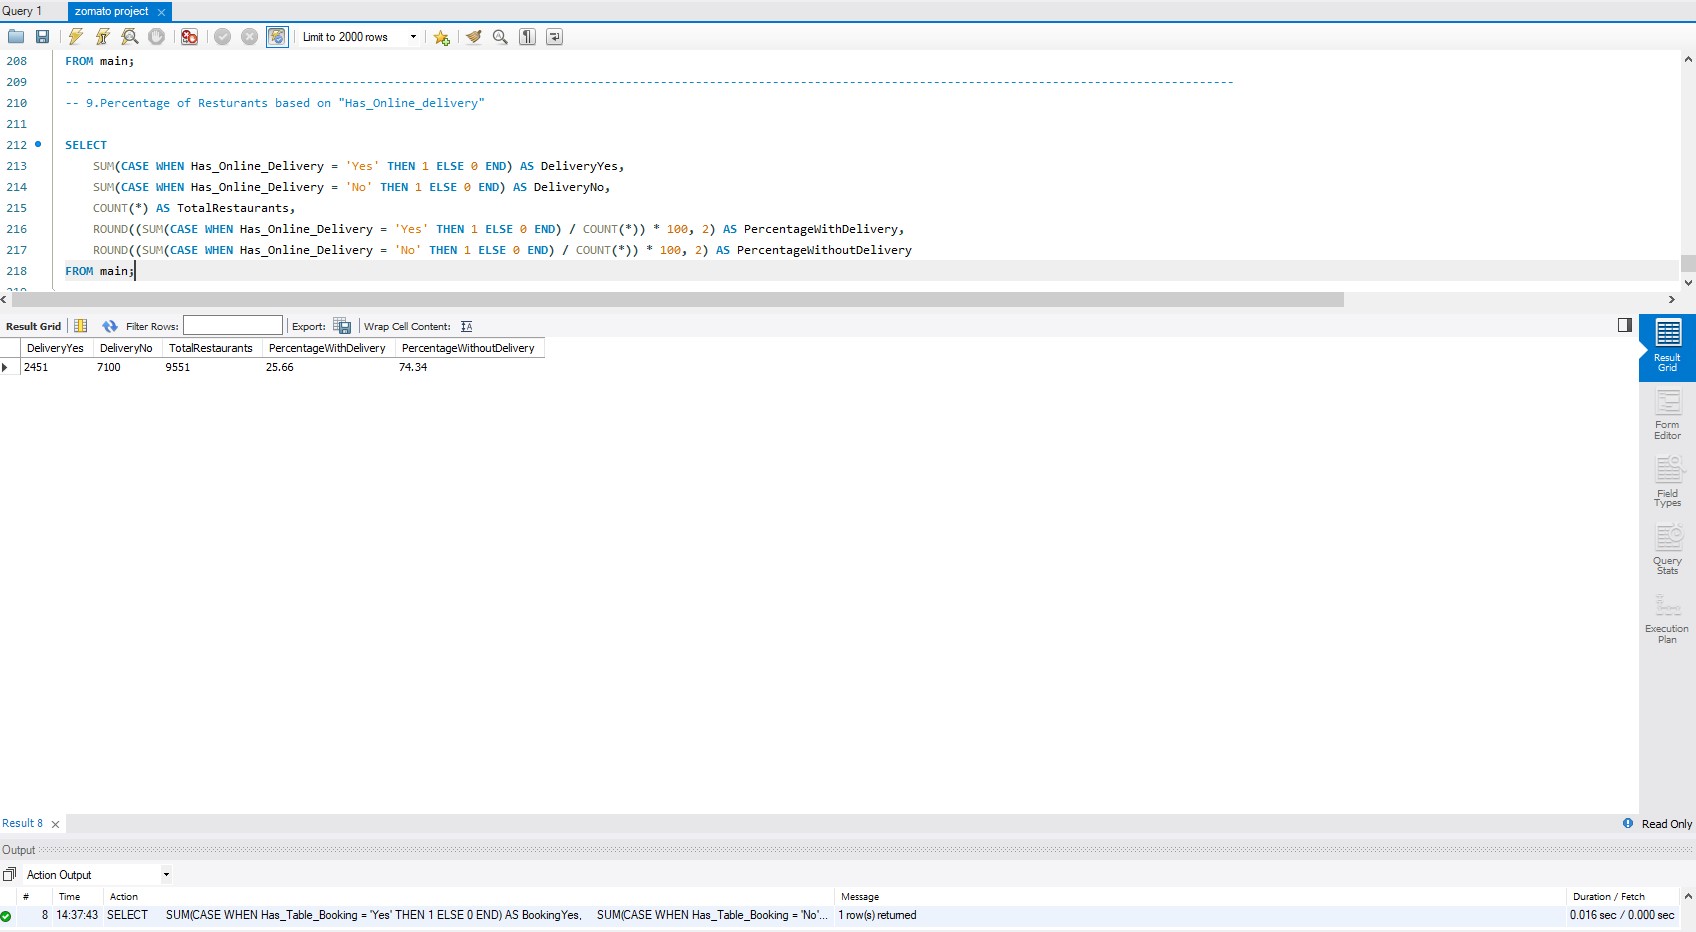 Query 1 zomato project
Limit to 2000 rows
208 FROM main;
209 -- --------------------------------------------------------------------------------------------------------------------------------------------------------------------
210 -- 9.Percentage of Resturants based on "Has_Online_delivery"
211
212 SELECT
213 SUM(CASE WHEN Has_Online_Delivery = 'Yes' THEN 1 ELSE 0 END) AS DeliveryYes,
214 SUM(CASE WHEN Has_Online_Delivery = 'No' THEN 1 ELSE 0 END) AS DeliveryNo,
215 COUNT(*) AS TotalRestaurants,
216 ROUND((SUM(CASE WHEN Has_Online_Delivery = 'Yes' THEN 1 ELSE 0 END) / COUNT(*)) * 100, 2) AS PercentageWithDelivery,
217 ROUND((SUM(CASE WHEN Has_Online_Delivery = 'No' THEN 1 ELSE 0 END) / COUNT(*)) * 100, 2) AS PercentageWithoutDelivery
218 FROM main;
219
Result Grid Filter Rows: Export: Wrap Cell Content:
DeliveryYes DeliveryNo TotalRestaurants PercentageWithDelivery PercentageWithoutDelivery
2451 7100 9551 25.66 74.34
Result
Grid
Form
Editor
Field
Types
Query
Stats
Execution
Plan
Result 8 Read Only
Output
Action Output
# Time Action Message Duration / Fetch
8 14:37:43 SELECT SUM(CASE WHEN Has_Table_Booking = 'Yes' THEN 1 ELSE 0 END) AS BookingYes, SUM(CASE WHEN Has_Table_Booking = 'No'... 1 row(s) returned 0.016 sec / 0.000 sec